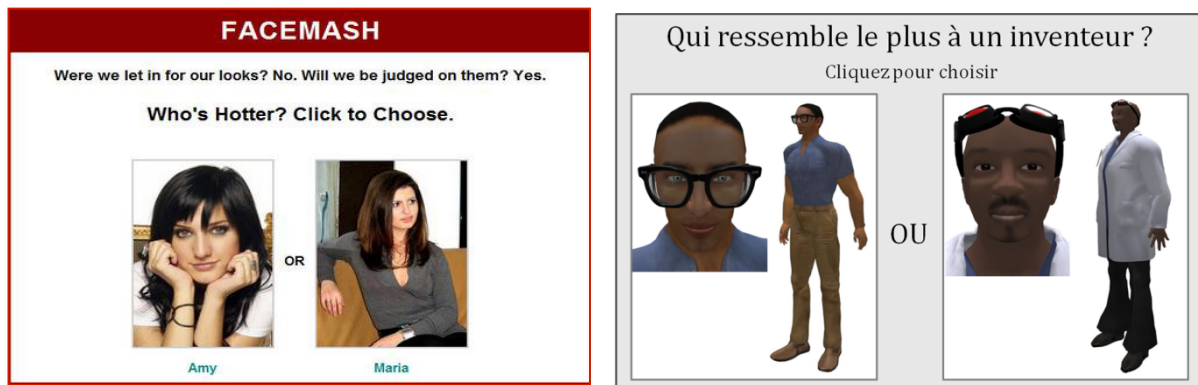 FACEMASH
Were we let in for our looks? No. Will we be judged on them? Yes.
Who's Hotter? Click to Choose.
OR
Amy
Maria
Qui ressemble le plus à un inventeur ?
Cliquez pour choisir
OU